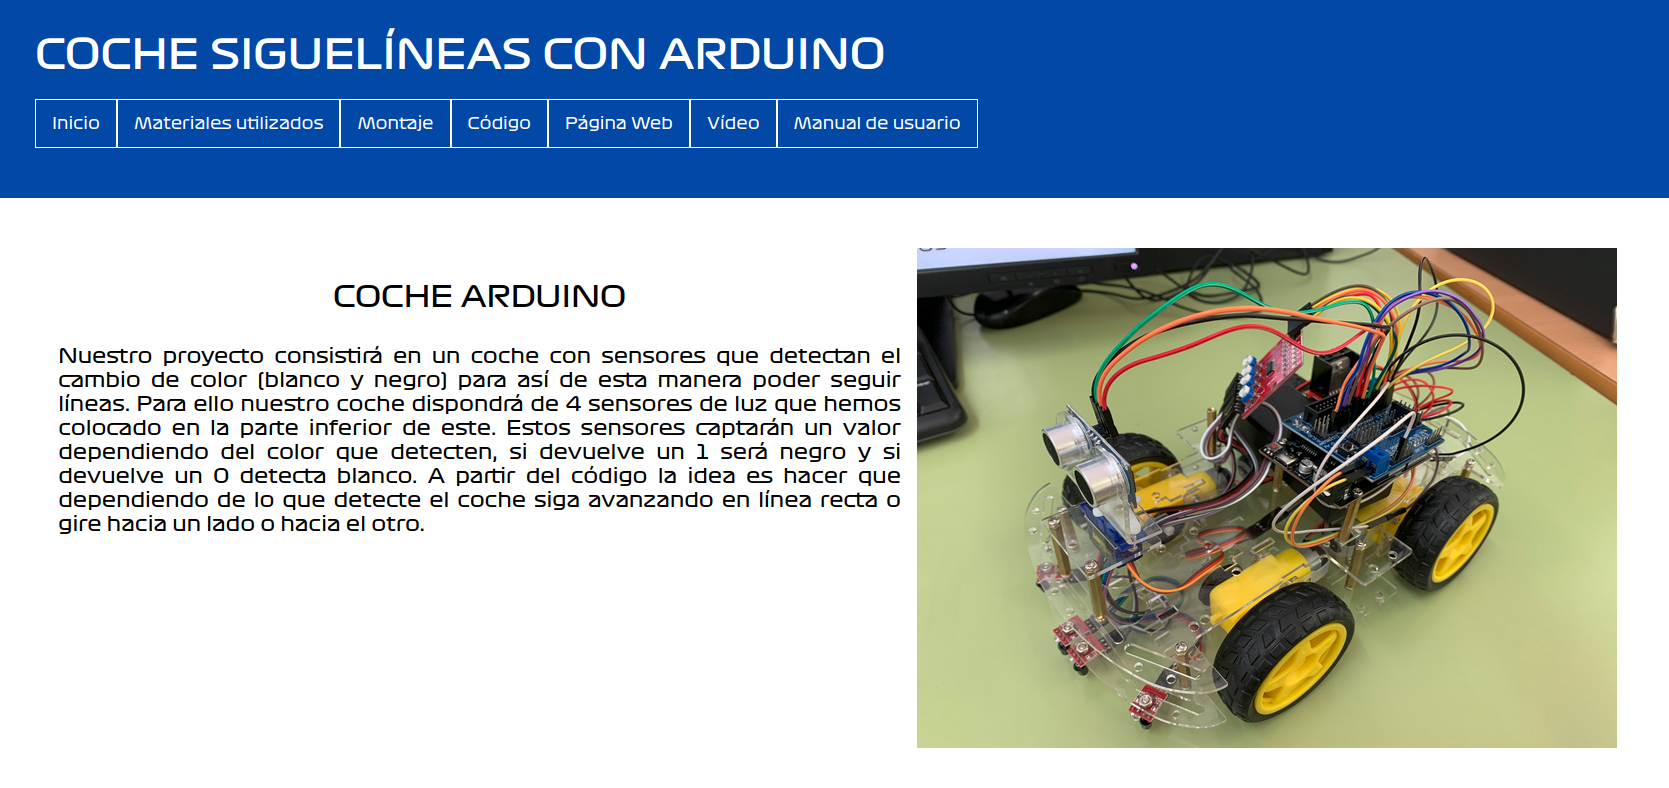 COCHE SIGUELÍNEAS CON ARDUINO
Inicio Materiales utilizados Montaje Código Página Web Vídeo Manual de usuario
COCHE ARDUINO
Nuestro proyecto consistirá en un coche con sensores que detectan el
cambio de color (blanco y negro) para así de esta manera poder seguir
líneas. Para ello nuestro coche dispondrá de 4 sensores de luz que hemos
colocado en la parte inferior de este. Estos sensores captarán un valor
dependiendo del color que detecten, si devuelve un 1 será negro y si
devuelve un 0 detecta blanco. A partir del código la idea es hacer que
dependiendo de lo que detecte el coche siga avanzando en línea recta o
gire hacia un lado o hacia el otro.